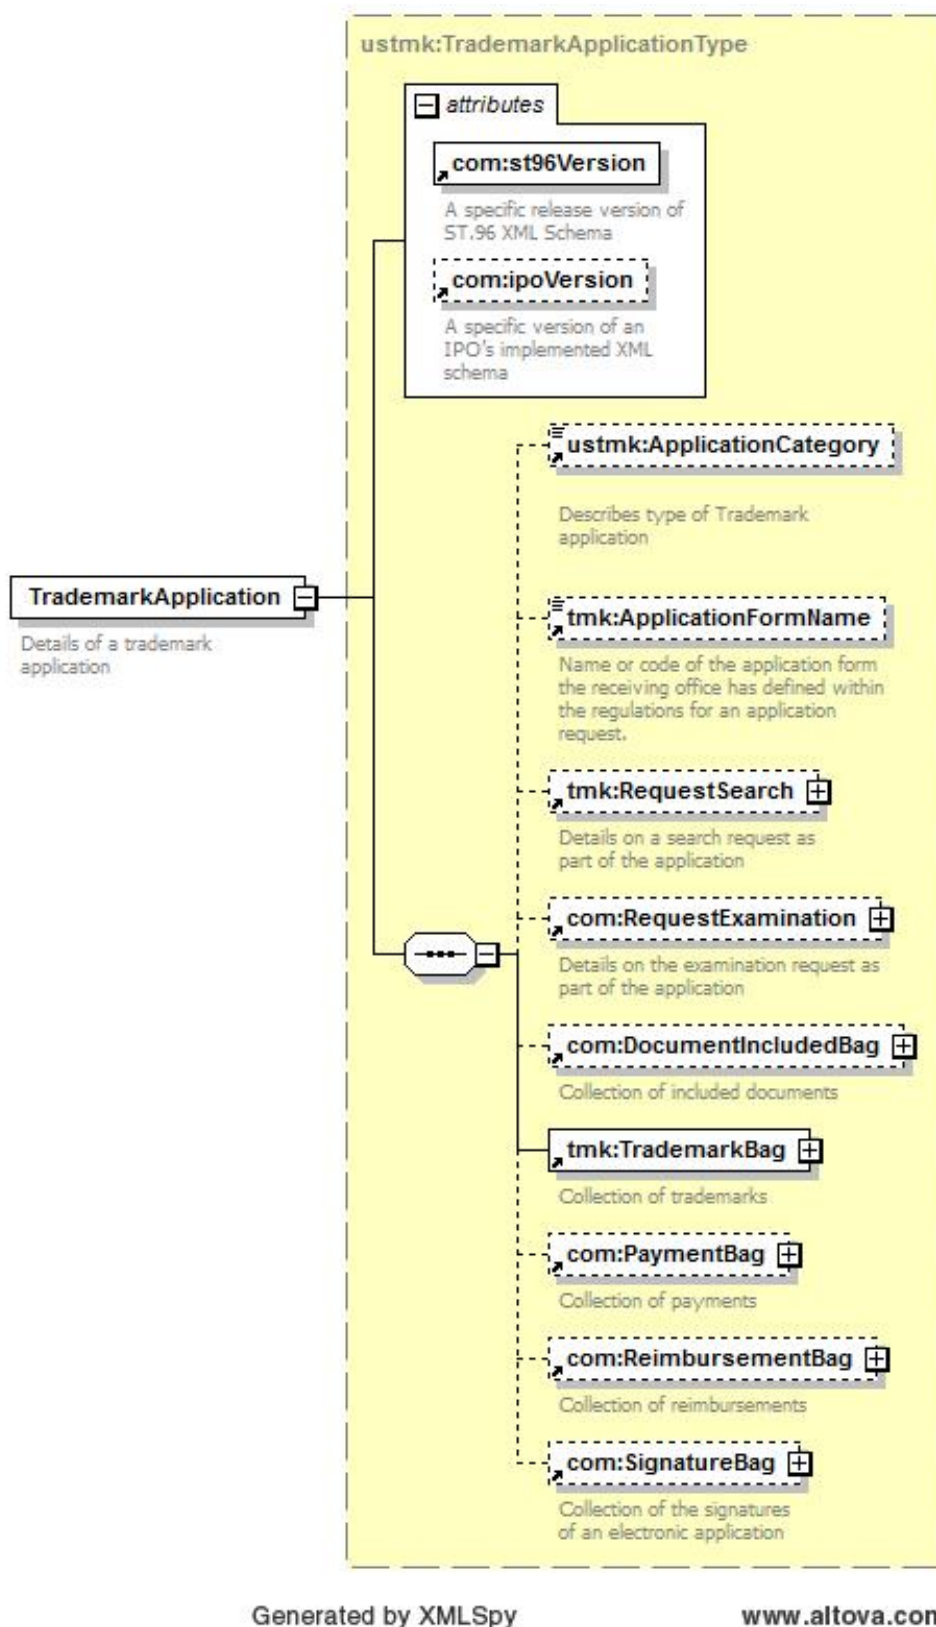 ustmk:TrademarkApplicationType
attributes
com:st96Version
A specific release version of
ST.96 XML Schema
com:ipoVersion
A specific version of an
IPO's implemented XML
schema
ustmk:ApplicationCategory
Describes type of Trademark
application
TrademarkApplication
Details of a trademark
application
tmk:ApplicationFormName
Name or code of the application form
the receiving office has defined within
the regulations for an application
request.
tmk:RequestSearch
Details on a search request as
part of the application
com:RequestExamination
Details on the examination request as
part of the application
com:DocumentIncludedBag
Collection of included documents
tmk:TrademarkBag
Collection of trademarks
com:PaymentBag
Collection of payments
com:ReimbursementBag
Collection of reimbursements
com:SignatureBag
Collection of the signatures
of an electronic application
Generated by XMLSpy
www.altova.com